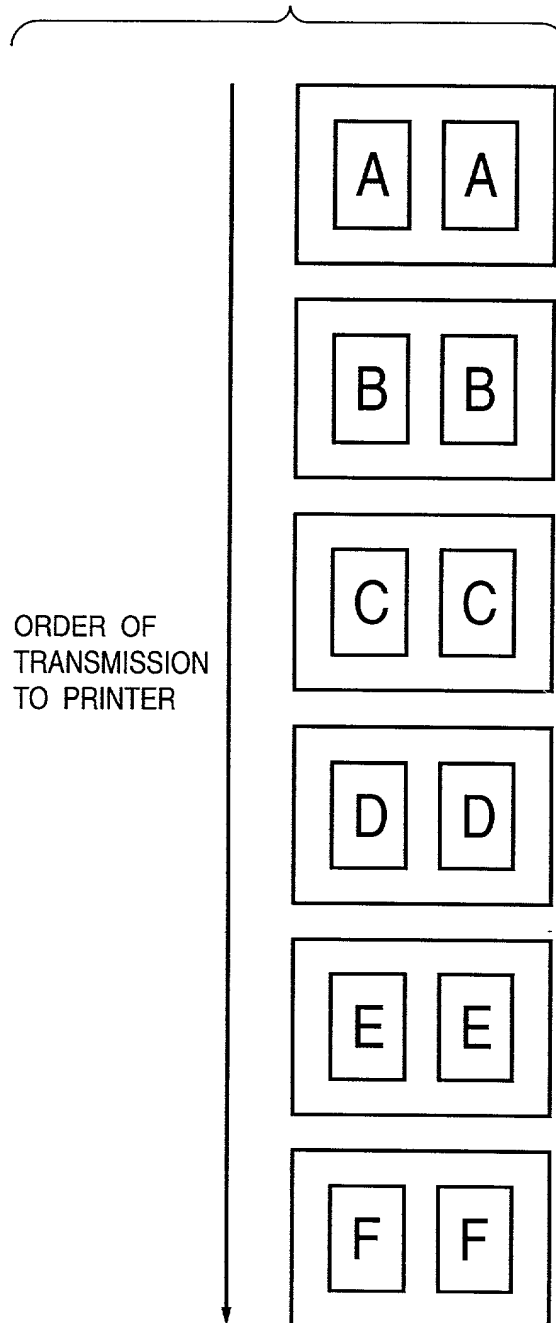 A A
B B
C C
ORDER OF
TRANSMISSION
TO PRINTER
D D
E E
F F